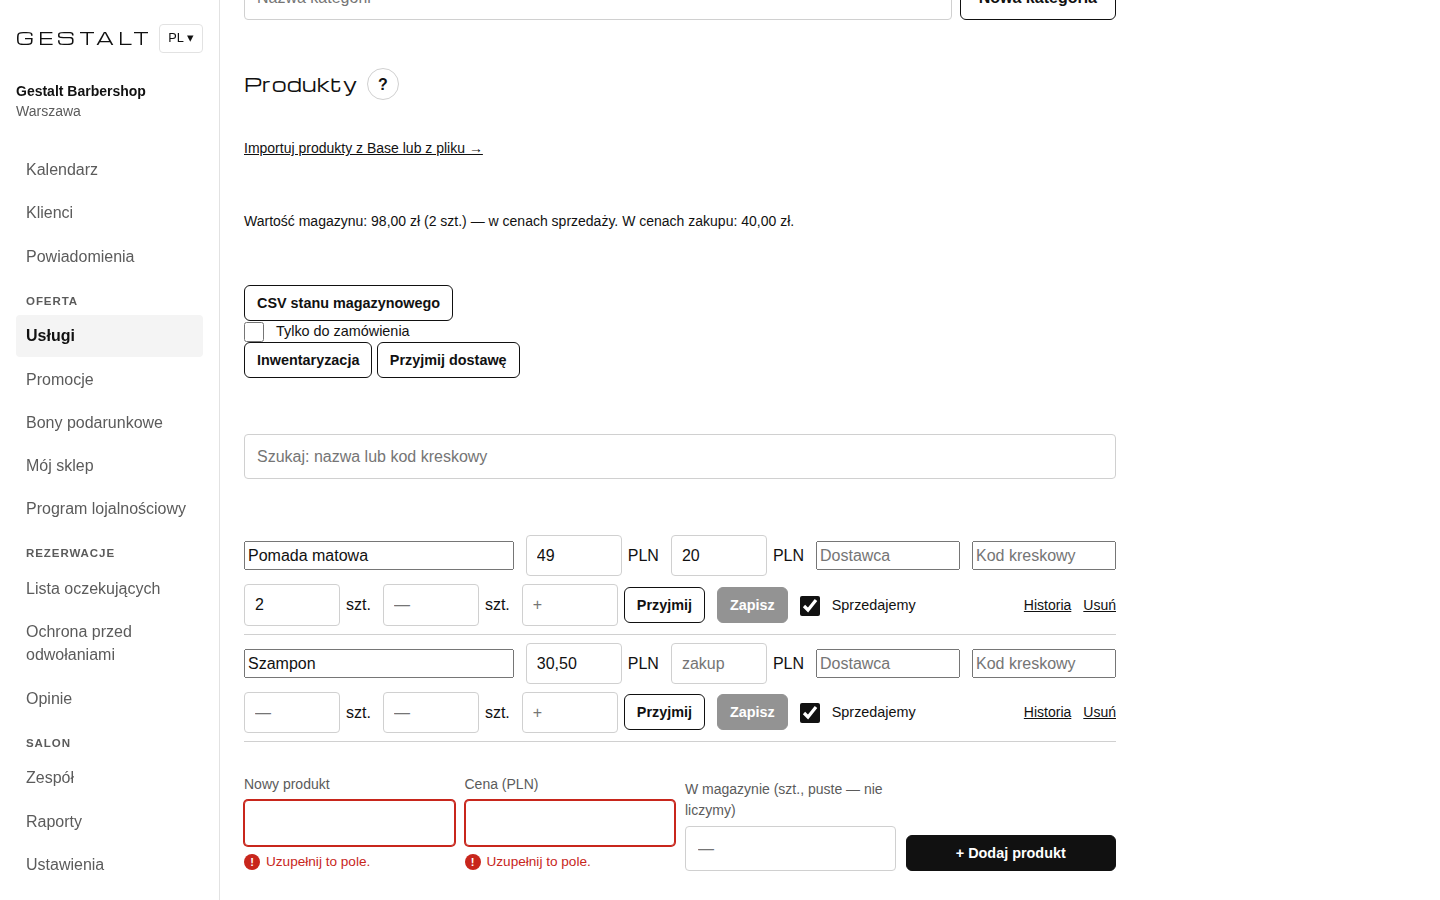 Nazwa kategorii
Nowa kategoria
GESTALT
PL ▾
Gestalt Barbershop
Warszawa
Kalendarz
Klienci
Powiadomienia
OFERTA
Usługi
Promocje
Bony podarunkowe
Mój sklep
Program lojalnościowy
REZERWACJE
Lista oczekujących
Ochrona przed
odwołaniami
Opinie
SALON
Zespół
Raporty
Ustawienia
Produkty ?
Importuj produkty z Base lub z pliku →
Wartość magazynu: 98,00 zł (2 szt.) — w cenach sprzedaży. W cenach zakupu: 40,00 zł.
CSV stanu magazynowego
Tylko do zamówienia
Inwentaryzacja Przyjmij dostawę
Szukaj: nazwa lub kod kreskowy
Pomada matowa 49 PLN 20 PLN Dostawca Kod kreskowy
2 szt. — szt. + Przyjmij Zapisz Sprzedajemy Historia Usuń
Szampon 30,50 PLN zakup PLN Dostawca Kod kreskowy
— szt. — szt. + Przyjmij Zapisz Sprzedajemy Historia Usuń
Nowy produkt Cena (PLN)
W magazynie (szt., puste — nie
liczymy)
—
+ Dodaj produkt
! Uzupełnij to pole. ! Uzupełnij to pole.